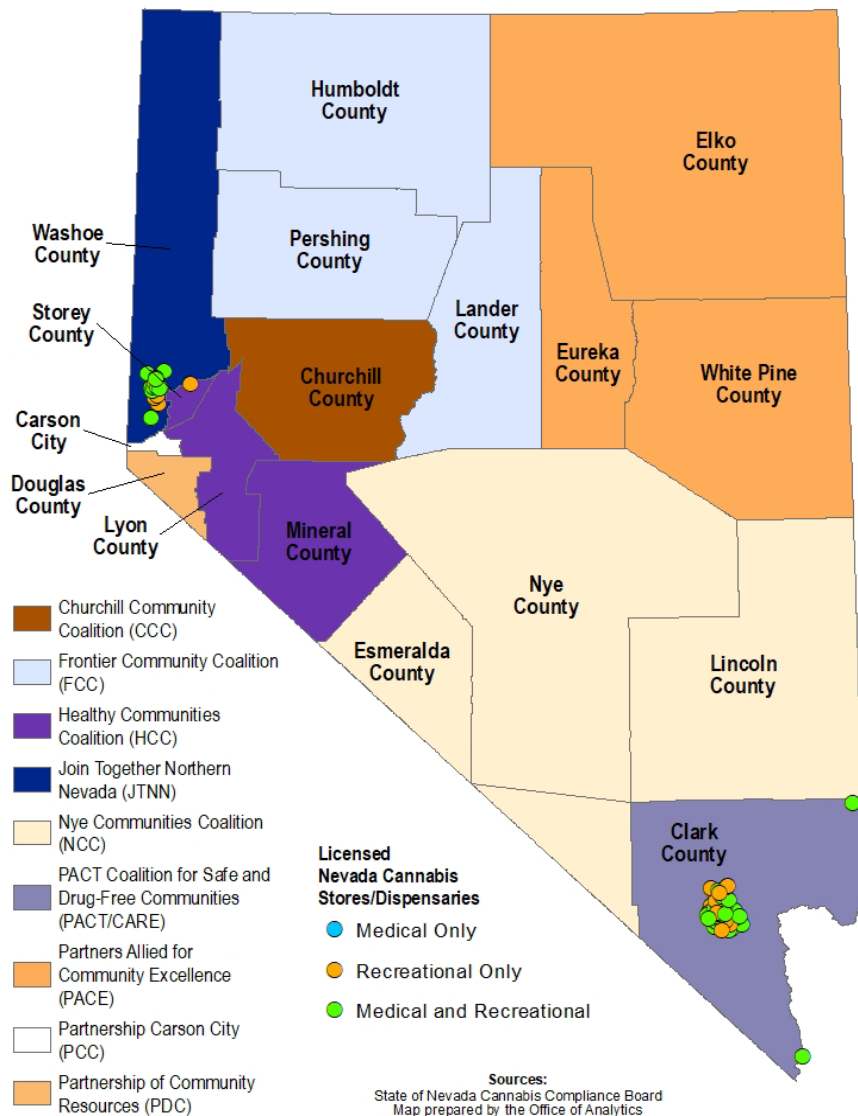 Humboldt
County
Elko
County
Washoe
County
Pershing
County
Storey
County
Lander
County
Eureka
County
White Pine
County
Churchill
County
Carson
City
Douglas
County
Lyon
County
Mineral
County
Nye
County
Esmeralda
County
Lincoln
County
Clark
County
Churchill Community
Coalition (CCC)
Frontier Community Coalition
(FCC)
Healthy Communities
Coalition (HCC)
Join Together Northern
Nevada (JTNN)
Nye Communities Coalition
(NCC)
PACT Coalition for Safe and
Drug-Free Communities
(PACT/CARE)
Partners Allied for
Community Excellence
(PACE)
Partnership Carson City
(PCC)
Partnership of Community
Resources (PDC)
Licensed
Nevada Cannabis
Stores/Dispensaries
Medical Only
Recreational Only
Medical and Recreational
Sources:
State of Nevada Cannabis Compliance Board
Map prepared by the Office of Analytics